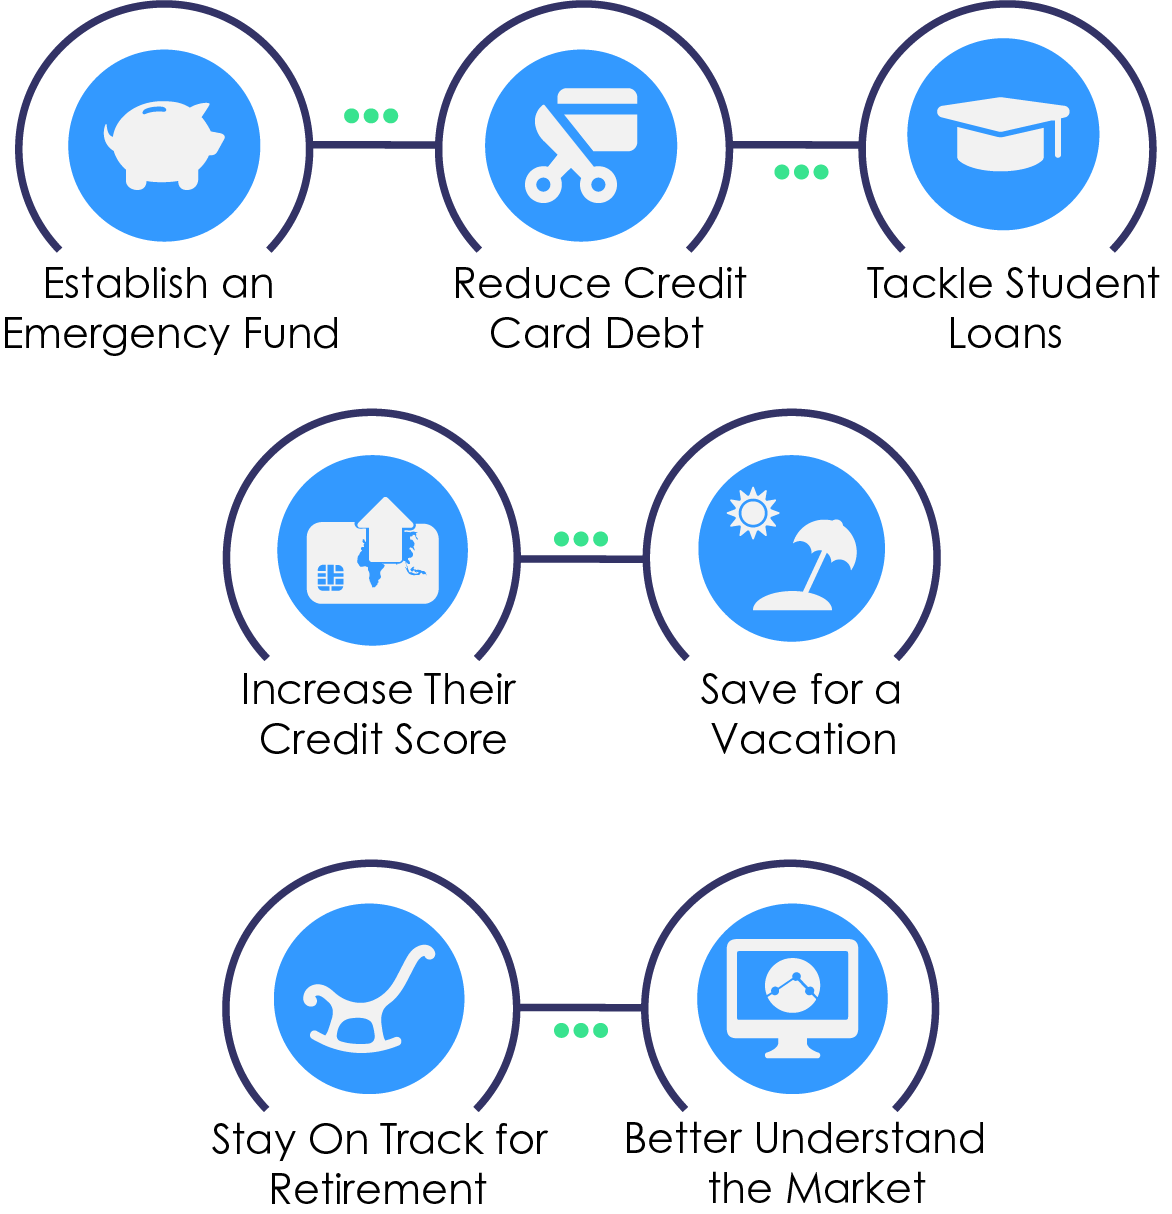 Establish an
Emergency Fund
Reduce Credit
Card Debt
Tackle Student
Loans
Increase Their
Credit Score
Save for a
Vacation
Stay On Track for
Retirement
Better Understand
the Market